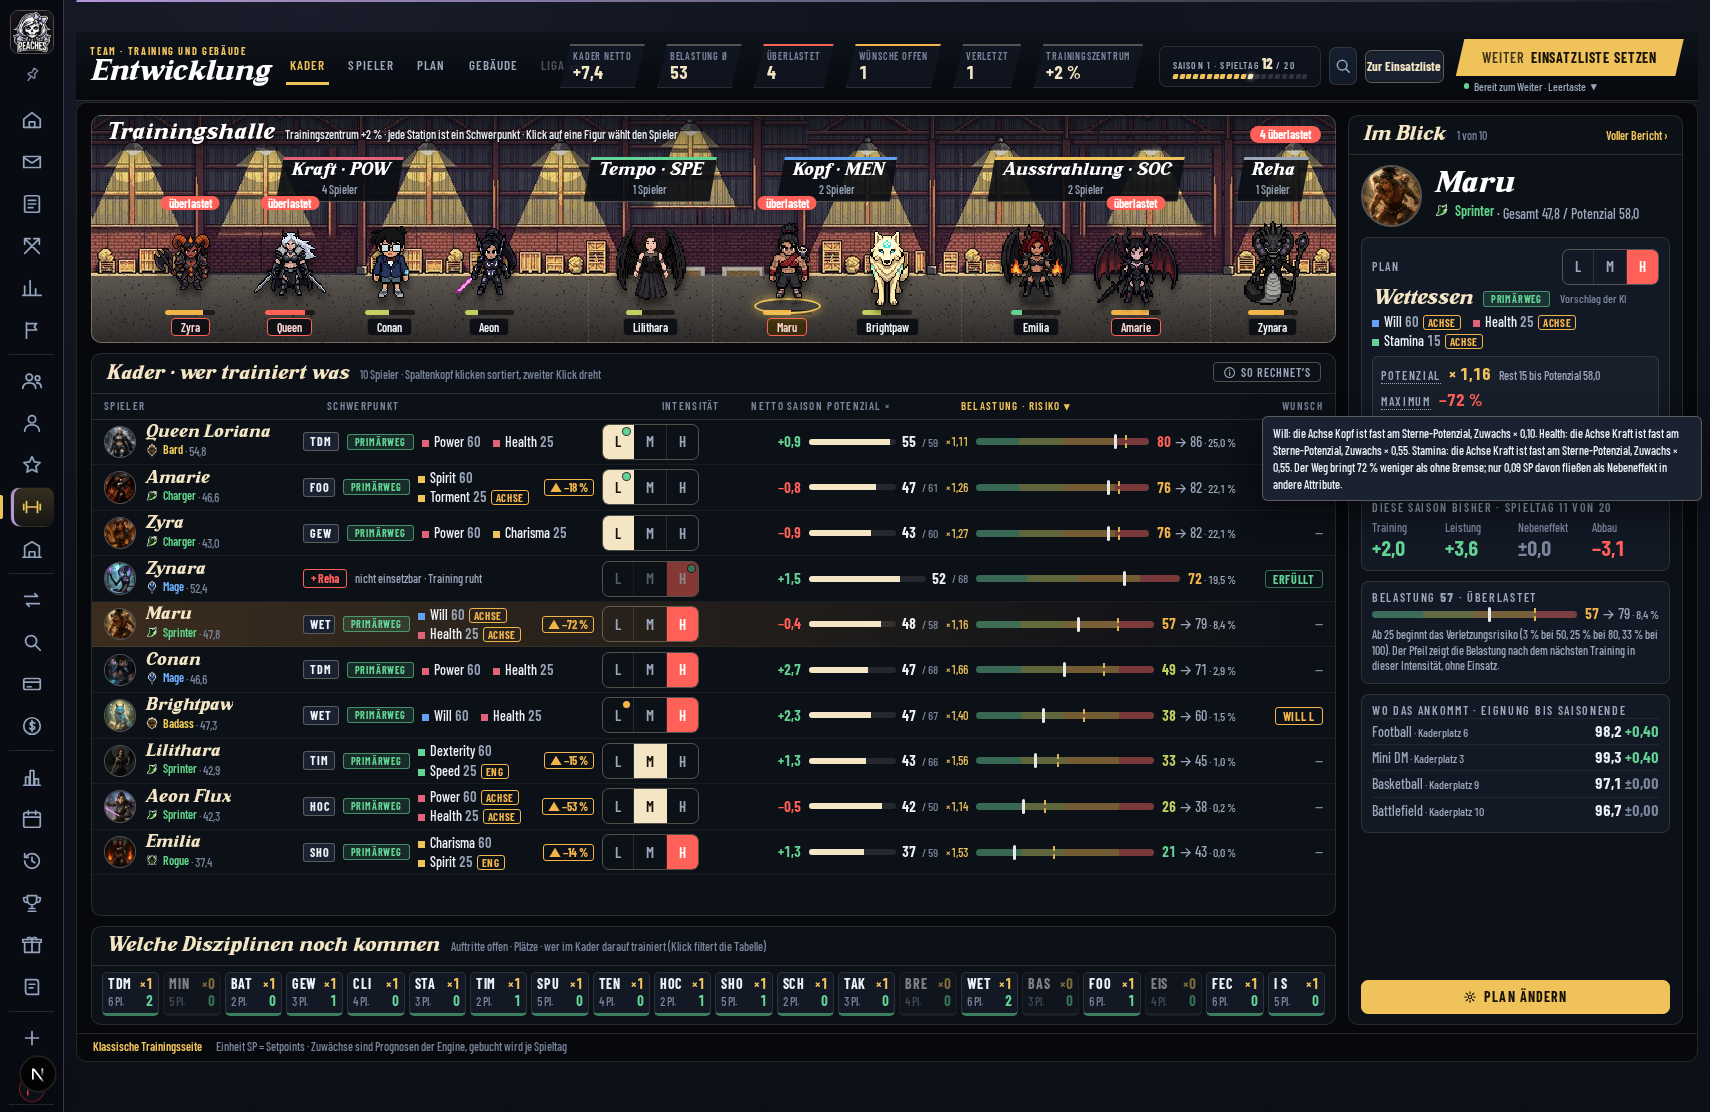 BEACHES
TEAM · TRAINING UND GEBÄUDE
Entwicklung
KADER
SPIELER
PLAN
GEBÄUDE
LIGA
KADER NETTO
+7,4
BELASTUNG Ø
53
ÜBERLASTET
4
WÜNSCHE OFFEN
1
VERLETZT
1
TRAININGSZENTRUM
+2 %
SAISON 1 · SPIELTAG 12 / 20
Zur Einsatzliste
WEITER EINSATZLISTE SETZEN
Bereit zum Weiter · Leertaste ▼
Trainingshalle Trainingszentrum +2 % · jede Station ist ein Schwerpunkt · Klick auf eine Figur wählt den Spieler
4 überlastet
Kraft · POW
4 Spieler
Tempo · SPE
1 Spieler
Kopf · MEN
2 Spieler
Ausstrahlung · SOC
2 Spieler
Reha
1 Spieler
überlastet
überlastet
überlastet
überlastet
Zyra
Queen
Conan
Aeon
Lilithara
Maru
Brightpaw
Emilia
Amarie
Zynara
Kader · wer trainiert was 10 Spieler · Spaltenkopf klicken sortiert, zweiter Klick dreht
SO RECHNET'S
SPIELER SCHWERPUNKT INTENSITÄT NETTO SAISON POTENZIAL × BELASTUNG · RISIKO ▼ WUNSCH
Queen Loriana
Bard · 54,8
TDM PRIMÄRWEG Power 60 Health 25
L M H
+0,9 55 / 59 ×1,11 80 → 86 · 25,0 %
Amarie
Charger · 46,6
FOO PRIMÄRWEG Spirit 60
Torment 25 ACHSE
▲ −18 %
L M H
−0,8 47 / 61 ×1,26 76 → 82 · 22,1 %
Zyra
Charger · 43,0
GEW PRIMÄRWEG Power 60 Charisma 25
L M H
−0,9 43 / 60 ×1,27 76 → 82 · 22,1 % –
Zynara
Mage · 52,4
+ Reha nicht einsetzbar · Training ruht
L M H
+1,5 52 / 68 72 · 19,5 % ERFÜLLT
Maru
Sprinter · 47,8
WET PRIMÄRWEG Will 60 ACHSE
Health 25 ACHSE
▲ −72 %
L M H
−0,4 48 / 58 ×1,16 57 → 79 · 8,4 % –
Conan
Mage · 46,6
TDM PRIMÄRWEG Power 60 Health 25
L M H
+2,7 47 / 68 ×1,66 49 → 71 · 2,9 % –
Brightpaw
Badass · 47,3
WET PRIMÄRWEG Will 60 Health 25
L M H
+2,3 47 / 67 ×1,40 38 → 60 · 1,5 % WILL L
Lilithara
Sprinter · 42,9
TIM PRIMÄRWEG Dexterity 60
Speed 25 ENG
▲ −15 %
L M H
+1,3 43 / 66 ×1,56 33 → 45 · 1,0 % –
Aeon Flux
Sprinter · 42,3
HOC PRIMÄRWEG Power 60 ACHSE
Health 25 ACHSE
▲ −53 %
L M H
−0,5 42 / 50 ×1,14 26 → 38 · 0,2 % –
Emilia
Rogue · 37,4
SHO PRIMÄRWEG Charisma 60
Spirit 25 ENG
▲ −14 %
L M H
+1,3 37 / 59 ×1,53 21 → 43 · 0,0 % –
Welche Disziplinen noch kommen Auftritte offen · Plätze · wer im Kader darauf trainiert (Klick filtert die Tabelle)
TDM ×1 MIN ×0 BAT ×1 GEW ×1 CLI ×1 STA ×1 TIM ×1 SPU ×1 TEN ×1 HOC ×1 SHO ×1 SCH ×1 TAK ×1 BRE ×0 WET ×1 BAS ×0 FOO ×1 EIS ×0 FEC ×1 I S ×1
6 Pl. 2 5 Pl. 0 2 Pl. 0 3 Pl. 1 4 Pl. 0 3 Pl. 0 2 Pl. 1 5 Pl. 0 4 Pl. 0 2 Pl. 1 5 Pl. 1 2 Pl. 0 3 Pl. 0 4 Pl. 0 6 Pl. 2 3 Pl. 0 6 Pl. 1 4 Pl. 0 6 Pl. 0 5 Pl. 0
Klassische Trainingsseite Einheit SP = Setpoints · Zuwächse sind Prognosen der Engine, gebucht wird je Spieltag
Im Blick 1 von 10
Voller Bericht ›
Maru
Sprinter · Gesamt 47,8 / Potenzial 58,0
PLAN
L M H
Wettessen PRIMÄRWEG Vorschlag der KI
Will 60 ACHSE Health 25 ACHSE
Stamina 15 ACHSE
POTENZIAL × 1,16 Rest 15 bis Potenzial 58,0
MAXIMUM −72 %
Will: die Achse Kopf ist fast am Sterne-Potenzial, Zuwachs × 0,10. Health: die Achse Kraft ist fast am
Sterne-Potenzial, Zuwachs × 0,55. Stamina: die Achse Kraft ist fast am Sterne-Potenzial, Zuwachs ×
0,55. Der Weg bringt 72 % weniger als ohne Bremse; nur 0,09 SP davon fließen als Nebeneffekt in
andere Attribute.
DIESE SAISON BISHER · SPIELTAG 11 VON 20
Training Leistung Nebeneffekt Abbau
+2,0 +3,6 ±0,0 −3,1
BELASTUNG 57 · ÜBERLASTET
57 → 79 · 8,4 %
Ab 25 beginnt das Verletzungsrisiko (3 % bei 50, 25 % bei 80, 33 % bei
100). Der Pfeil zeigt die Belastung nach dem nächsten Training in
dieser Intensität, ohne Einsatz.
WO DAS ANKOMMT · EIGNUNG BIS SAISONENDE
Football · Kaderplatz 6 98,2 +0,40
Mini DM · Kaderplatz 3 99,3 +0,40
Basketball · Kaderplatz 9 97,1 ±0,00
Battlefield · Kaderplatz 10 96,7 ±0,00
PLAN ÄNDERN
N